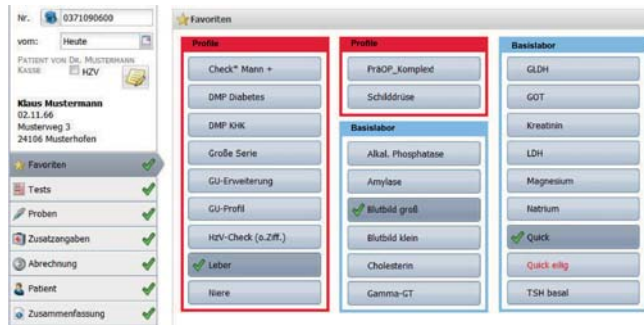 Nr. 0371090600
vom: Heute
PATIENT VON DR. MUSTERMANN
KASSE HZV
Klaus Mustermann
02.11.66
Musterweg 3
24106 Musterhofen
Favoriten
Tests
Proben
Zusatzangaben
Abrechnung
Patient
Zusammenfassung
Favoriten
Profile
Check* Mann +
DMP Diabetes
DMP KHK
Große Serie
GU-Erweiterung
GU-Profil
HzV-Check (o.Ziff.)
Leber
Niere
Profile
PräOP_Komplexl
Schilddrüse
Basislabor
Alkal. Phosphatase
Amylase
Blutbild groß
Blutbild klein
Cholesterin
Gamma-GT
Basislabor
GLDH
GOT
Kreatinin
LDH
Magnesium
Natrium
Quick
Quick eilig
TSH basal